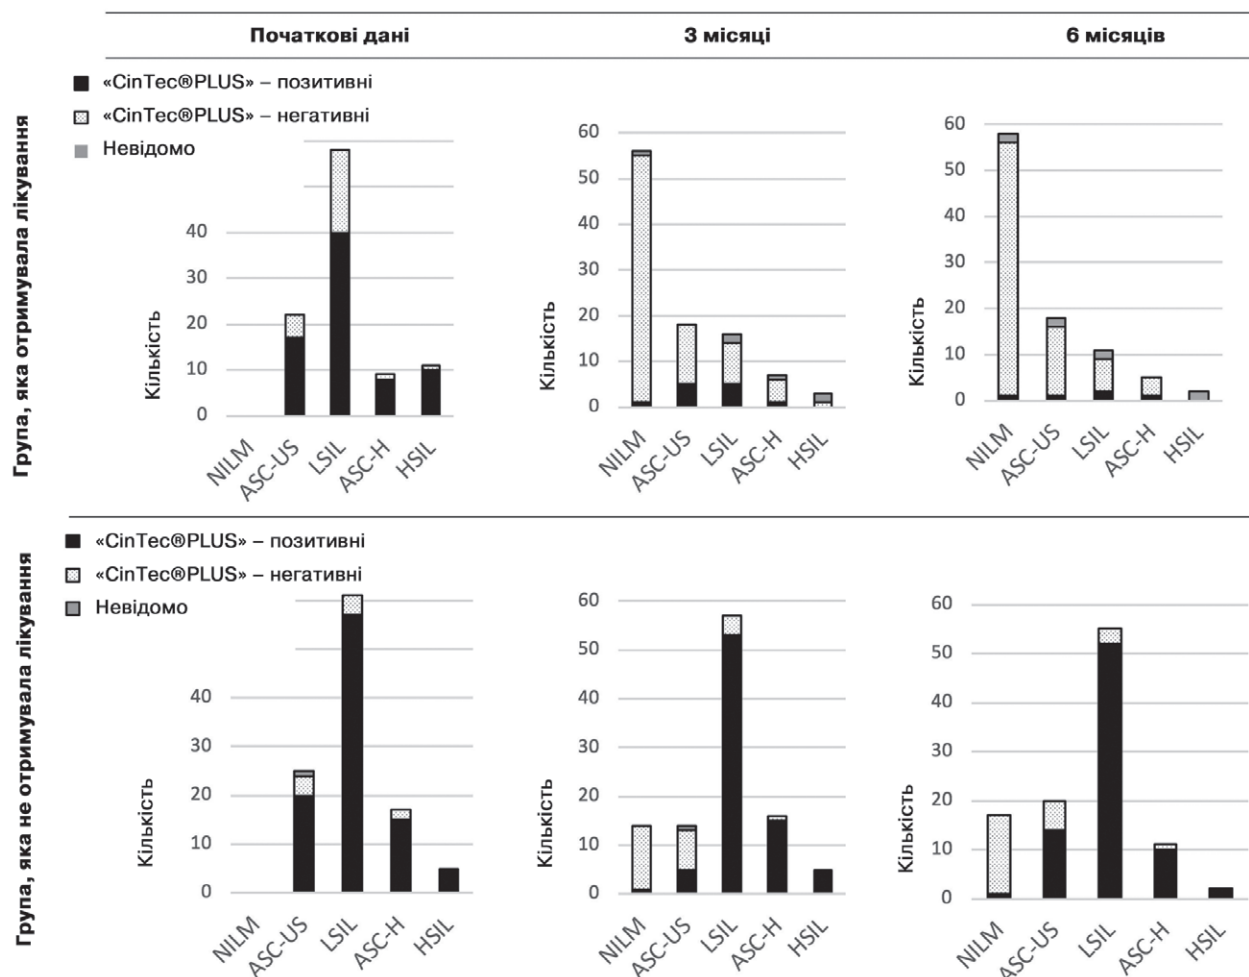 Початкові дані
3 місяці
6 місяців
Група, яка отримувала лікування
«CinTec®PLUS» – позитивні
«CinTec®PLUS» – негативні
Невідомо
Кількість
40
30
20
10
0
NILM
ASC-US
LSIL
ASC-H
HSIL
Кількість
60
50
40
30
20
10
0
NILM
ASC-US
LSIL
ASC-H
HSIL
Кількість
60
50
40
30
20
10
0
NILM
ASC-US
LSIL
ASC-H
HSIL
Група, яка не отримувала лікування
«CinTec®PLUS» – позитивні
«CinTec®PLUS» – негативні
Невідомо
Кількість
40
30
20
10
0
NILM
ASC-US
LSIL
ASC-H
HSIL
Кількість
60
50
40
30
20
10
0
NILM
ASC-US
LSIL
ASC-H
HSIL
Кількість
60
50
40
30
20
10
0
NILM
ASC-US
LSIL
ASC-H
HSIL